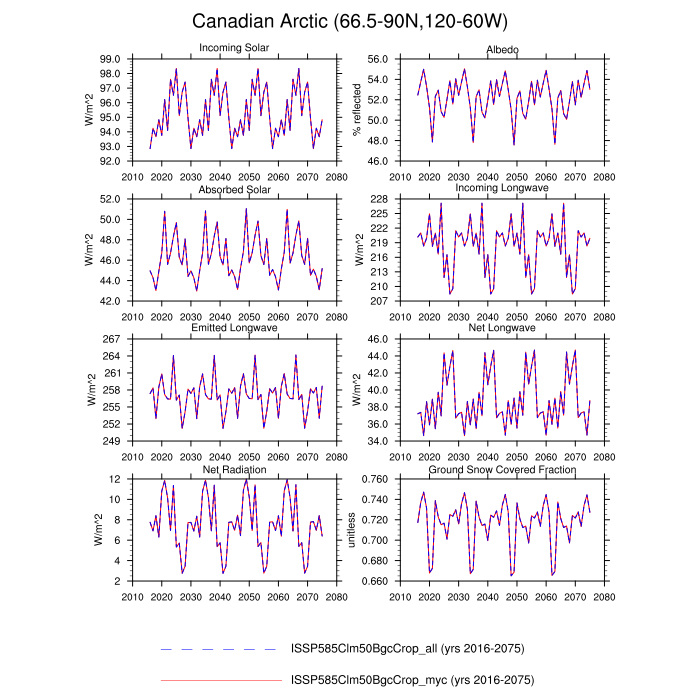 Canadian Arctic (66.5-90N,120-60W)
Incoming Solar
W/m^2
99.0
98.0
97.0
96.0
95.0
94.0
93.0
92.0
2010 2020 2030 2040 2050 2060 2070 2080
Albedo
% reflected
56.0
54.0
52.0
50.0
48.0
46.0
2010 2020 2030 2040 2050 2060 2070 2080
Absorbed Solar
W/m^2
52.0
50.0
48.0
46.0
44.0
42.0
2010 2020 2030 2040 2050 2060 2070 2080
Incoming Longwave
W/m^2
228
225
222
219
216
213
210
207
2010 2020 2030 2040 2050 2060 2070 2080
Emitted Longwave
W/m^2
267
264
261
258
255
252
249
2010 2020 2030 2040 2050 2060 2070 2080
Net Longwave
W/m^2
46.0
44.0
42.0
40.0
38.0
36.0
34.0
2010 2020 2030 2040 2050 2060 2070 2080
Net Radiation
W/m^2
12
10
8
6
4
2
2010 2020 2030 2040 2050 2060 2070 2080
Ground Snow Covered Fraction
unitless
0.760
0.740
0.720
0.700
0.680
0.660
2010 2020 2030 2040 2050 2060 2070 2080
ISSP585Clm50BgcCrop_all (yrs 2016-2075)
ISSP585Clm50BgcCrop_myc (yrs 2016-2075)